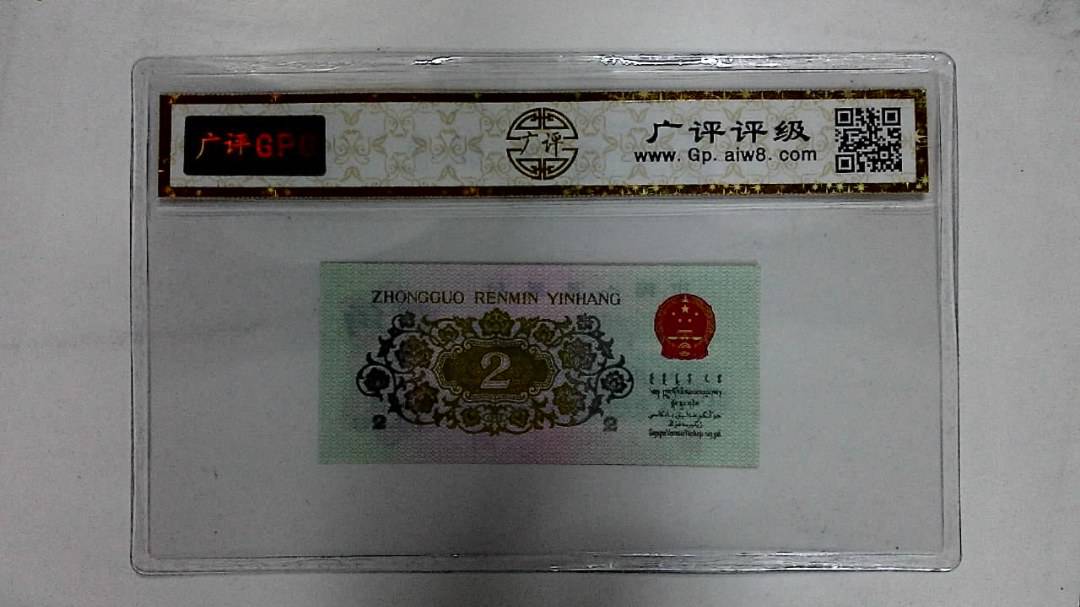 广评GPG
广评
广评评级
www. Gp. aiw8. com
ZHONGGUO RENMIN YINHANG
2
2 2